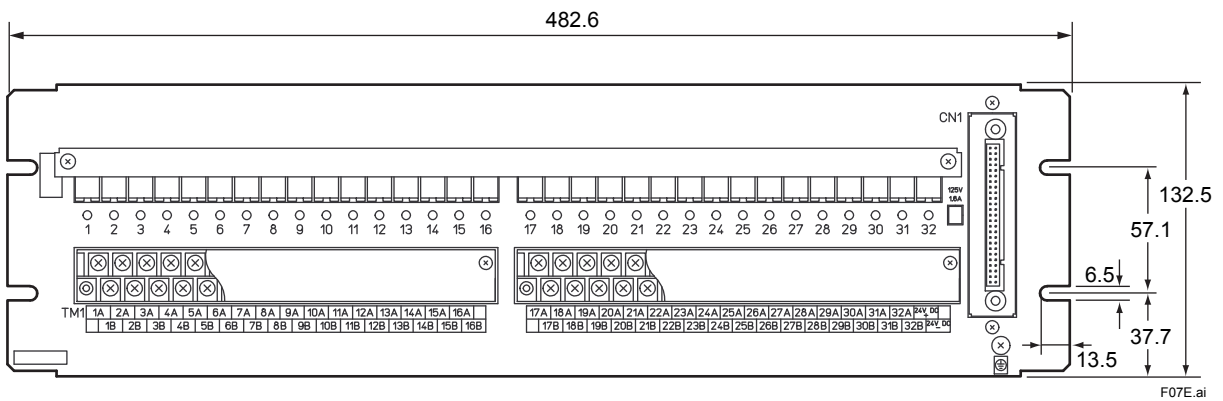 482.6
CN1
125V
1.6A
1 2 3 4 5 6 7 8 9 10 11 12 13 14 15 16 17 18 19 20 21 22 23 24 25 26 27 28 29 30 31 32
132.5
57.1
6.5
TM1 1A 2A 3A 4A 5A 6A 7A 8A 9A 10A 11A 12A 13A 14A 15A 16A 17A 18A 19A 20A 21A 22A 23A 24A 25A 26A 27A 28A 29A 30A 31A 32A 24V DC +
1B 2B 3B 4B 5B 6B 7B 8B 9B 10B 11B 12B 13B 14B 15B 16B 17B 18B 19B 20B 21B 22B 23B 24B 25B 26B 27B 28B 29B 30B 31B 32B 24V DC -
37.7
13.5
F07E.ai